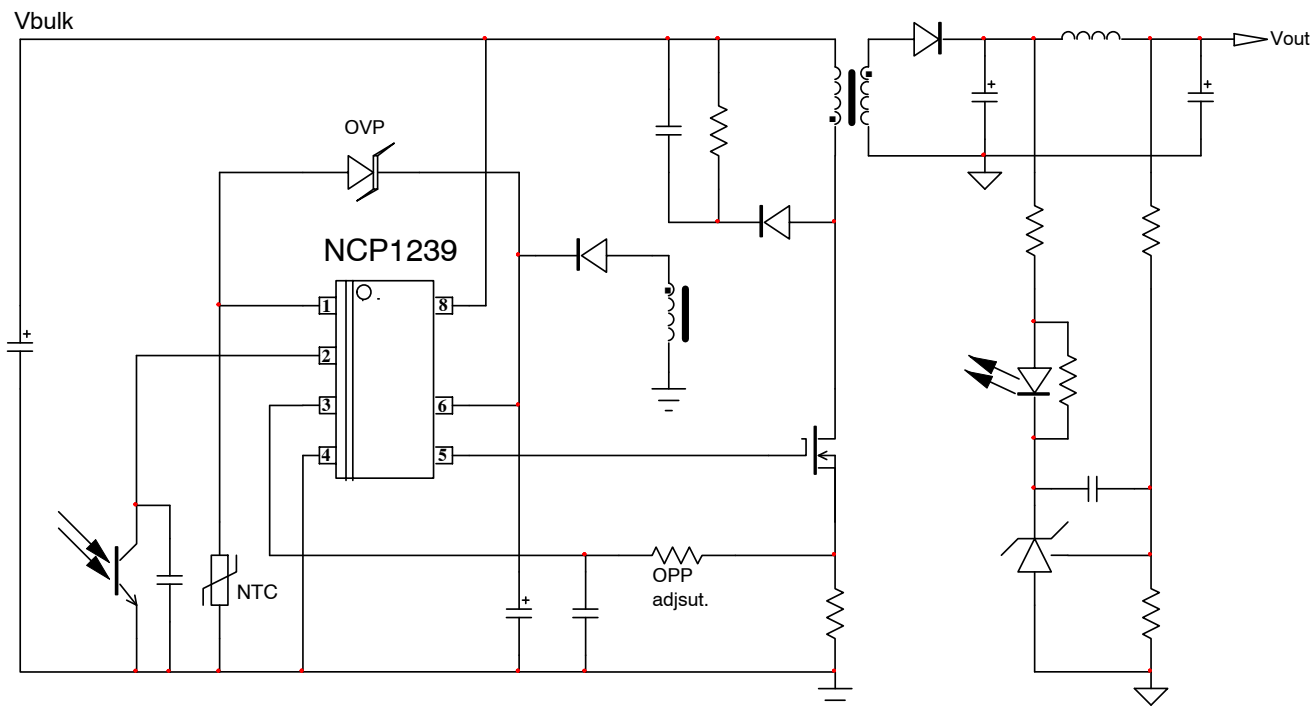 Vbulk
Vout
OVP
NCP1239
1
8
2
3
6
4
5
NTC
OPP
adjsut.
+
+
+
+